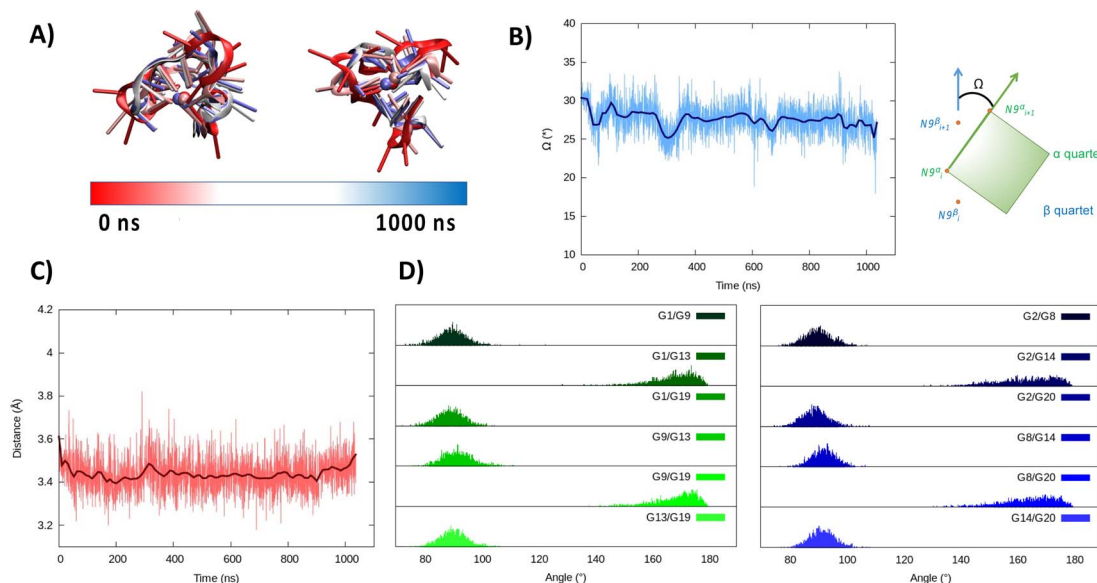 A)
0 ns
1000 ns
B)
40
35
30
25
20
15
10
Ω (°)
0
200
400
600
800
1000
Time (ns)
Ω
N9βi+1
N9αi+1
N9αi
N9βi
α quarte
β quartet
C)
4.2
4
3.8
3.6
3.4
3.2
Distance (Å)
0
200
400
600
800
1000
Time (ns)
D)
G1/G9
G1/G13
G1/G19
G9/G13
G9/G19
G13/G19
80
100
120
140
160
180
Angle (°)
G2/G8
G2/G14
G2/G20
G8/G14
G8/G20
G14/G20
80
100
120
140
160
180
Angle (°)